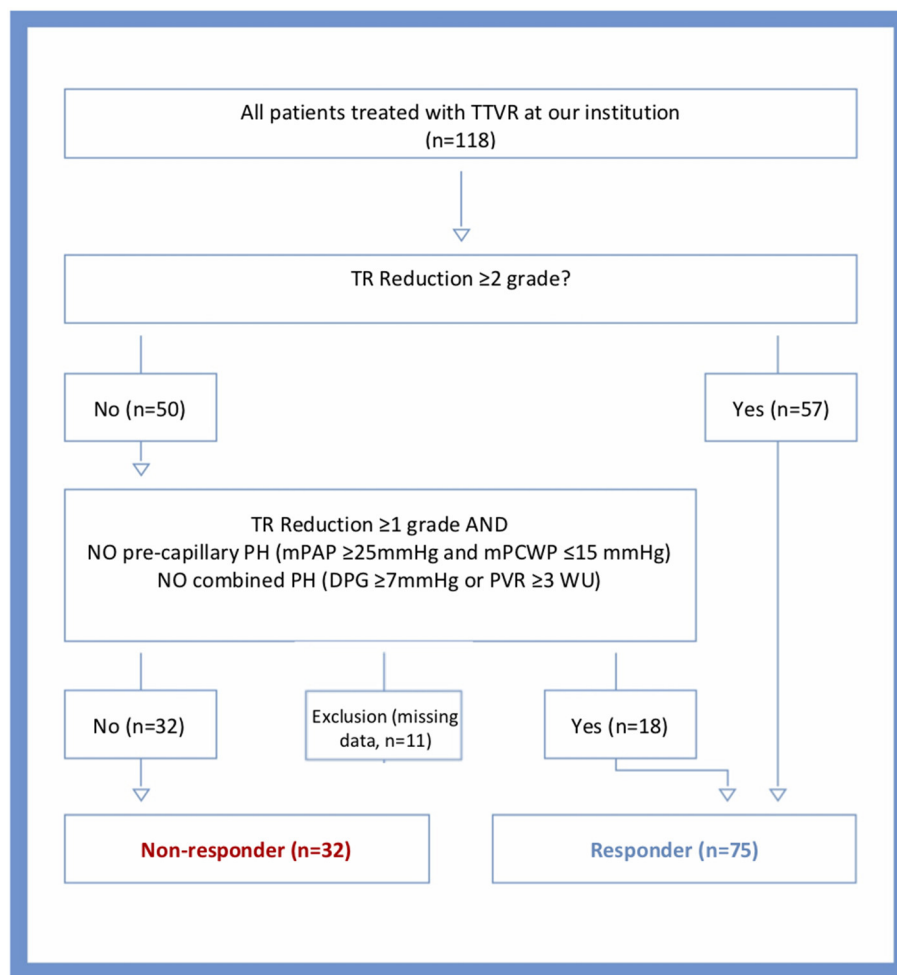 All patients treated with TTVR at our institution
(n=118)
TR Reduction ≥2 grade?
No (n=50)
Yes (n=57)
TR Reduction ≥1 grade AND
NO pre-capillary PH (mPAP ≥25mmHg and mPCWP ≤15 mmHg)
NO combined PH (DPG ≥7mmHg or PVR ≥3 WU)
No (n=32)
Exclusion (missing
data, n=11)
Yes (n=18)
Non-responder (n=32)
Responder (n=75)